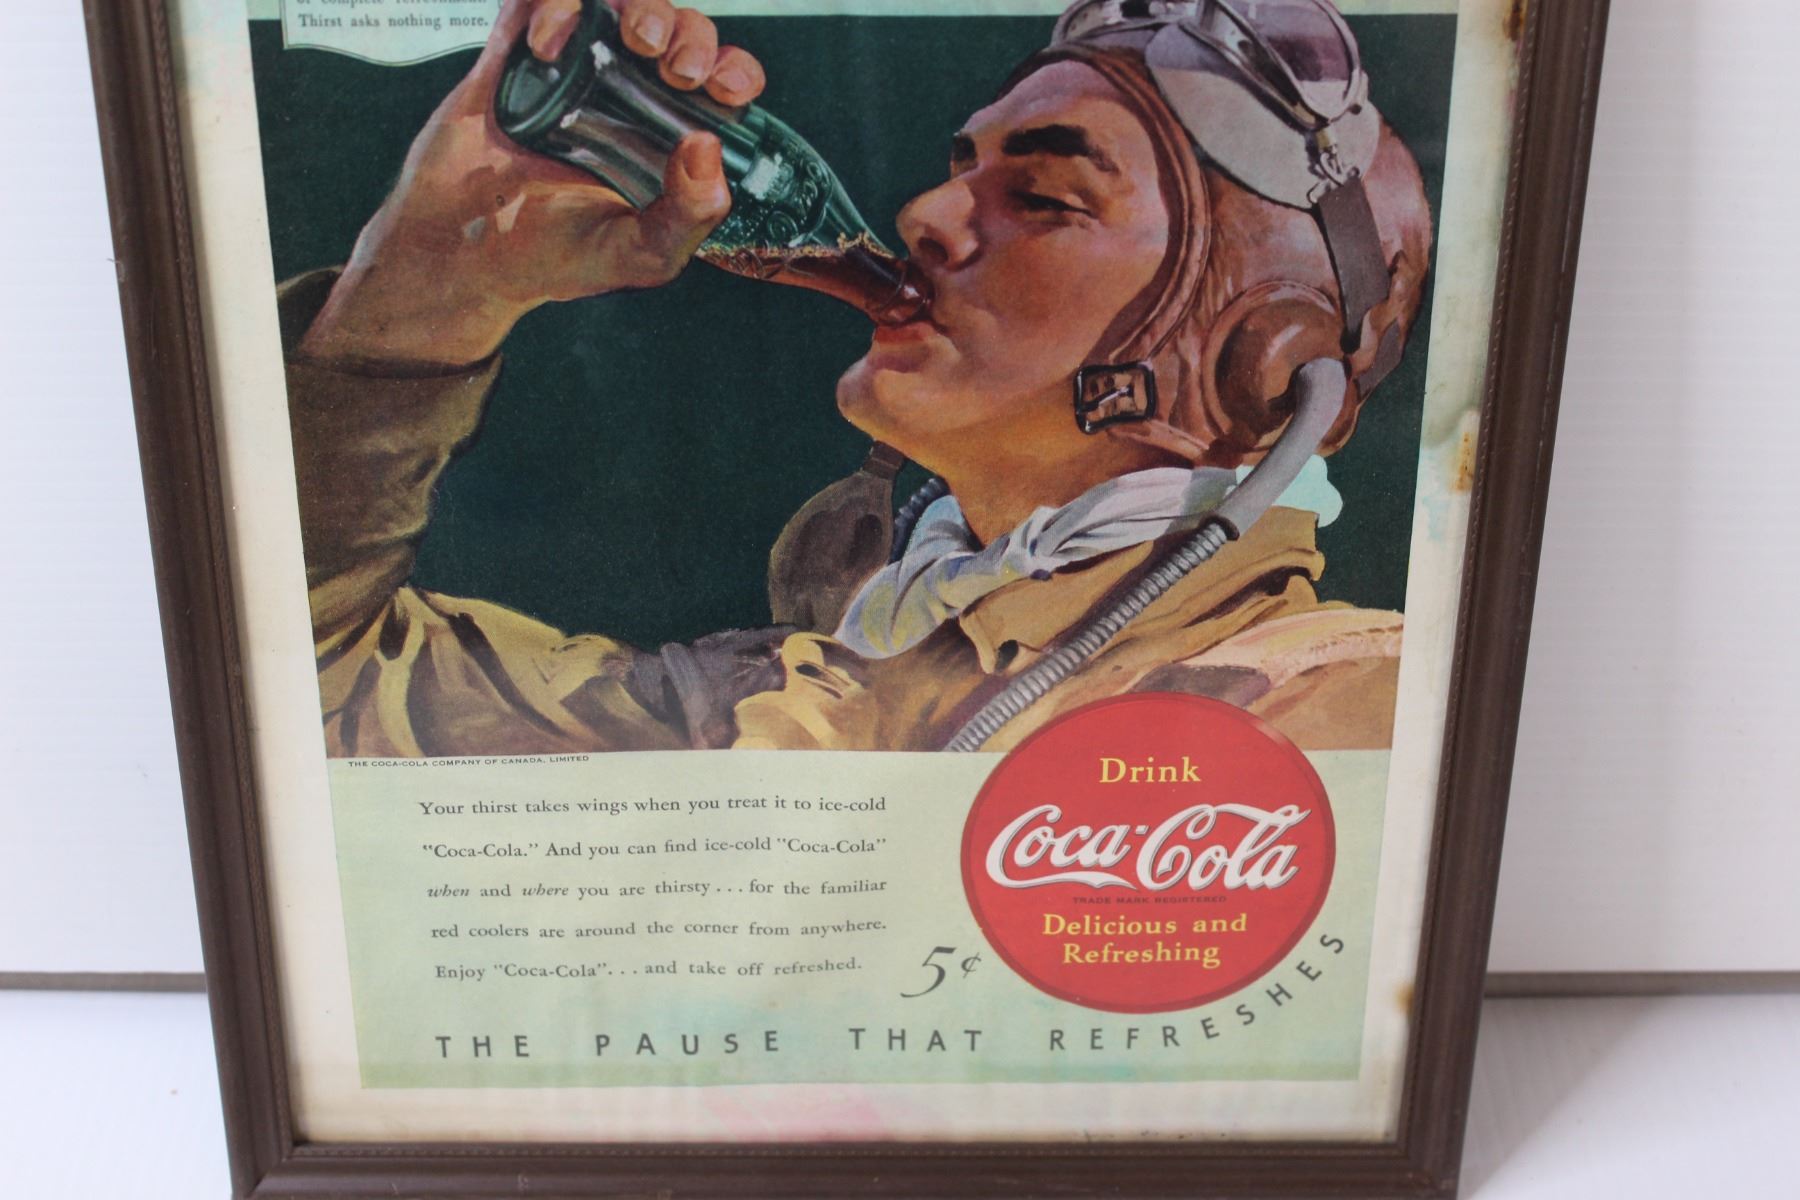 of complete refreshment.
Thirst asks nothing more.
THE COCA-COLA COMPANY OF CANADA, LIMITED
Your thirst takes wings when you treat it to ice-cold
"Coca-Cola." And you can find ice-cold "Coca-Cola"
when and where you are thirsty . . . for the familiar
red coolers are around the corner from anywhere.
Enjoy "Coca-Cola". . . and take off refreshed.
5¢
Drink
Coca-Cola
TRADE MARK REGISTERED
Delicious and
Refreshing
THE PAUSE THAT REFRESHES